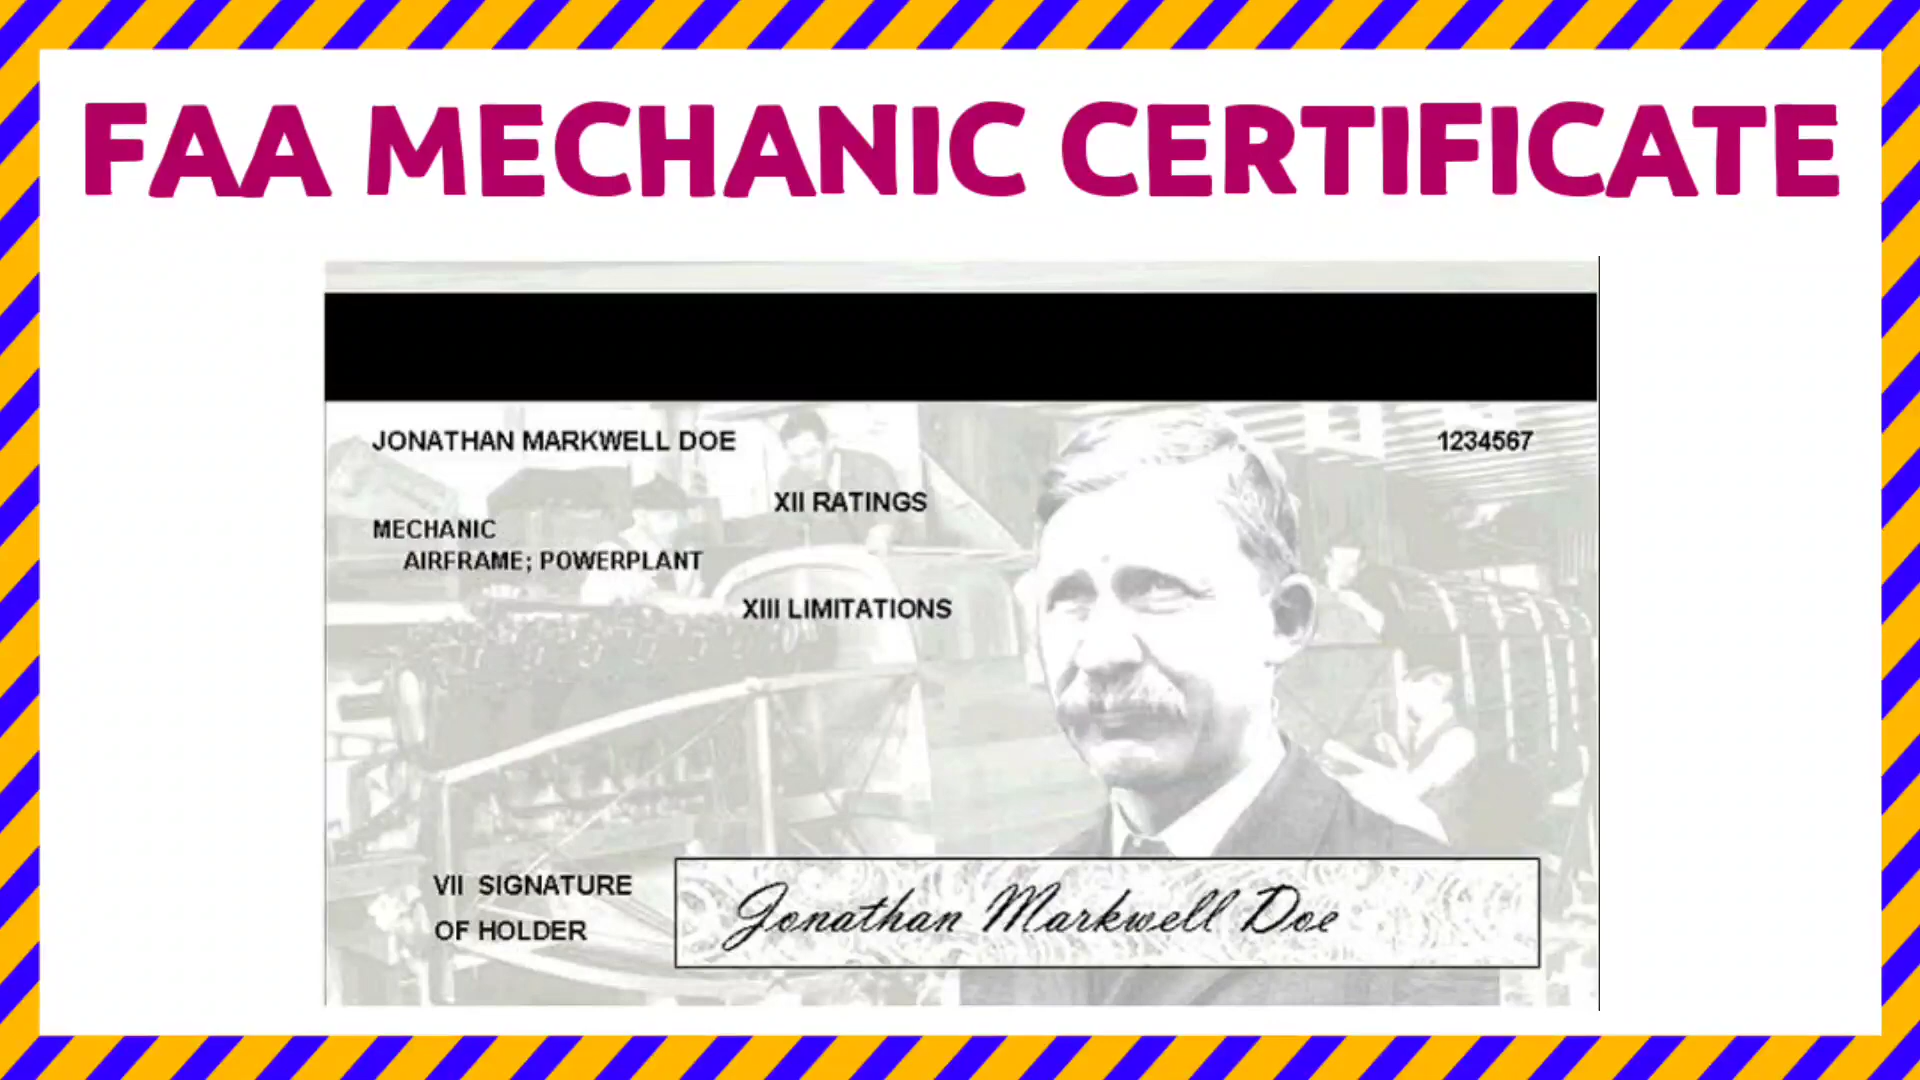 FAA MECHANIC CERTIFICATE
JONATHAN MARKWELL DOE 1234567
XII RATINGS
MECHANIC
AIRFRAME; POWERPLANT
XIII LIMITATIONS
VII SIGNATURE
OF HOLDER
Jonathan Markwell Doe